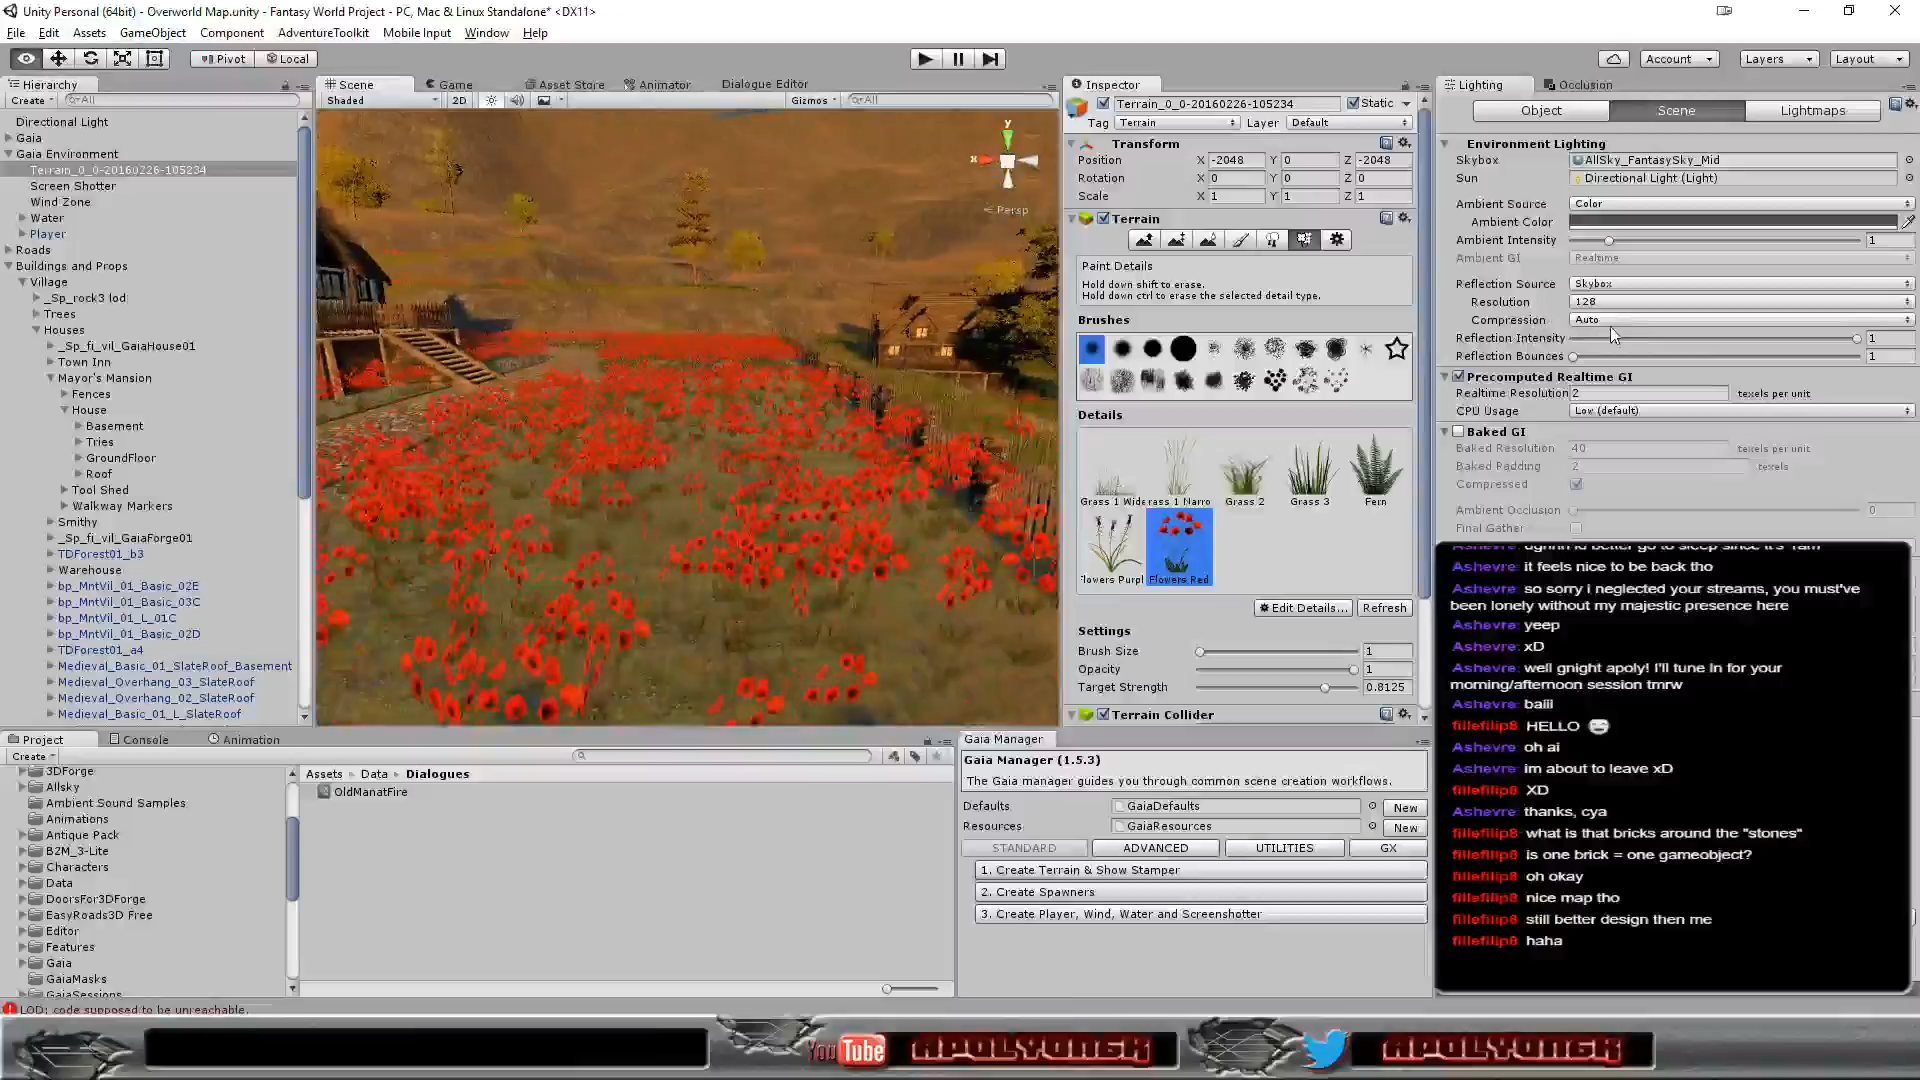 Unity Personal (64bit) - Overworld Map.unity - Fantasy World Project - PC, Mac & Linux Standalone* <DX11>
File Edit Assets GameObject Component AdventureToolkit Mobile Input Window Help
Pivot Local Account Layers Layout
Hierarchy
Create All
Directional Light
Gaia
Gaia Environment
Terrain_0_0-20160226-105234
Screen Shotter
Wind Zone
Water
Player
Roads
Buildings and Props
Village
_Sp_rock3 lod
Trees
Houses
_Sp_fi_vil_GaiaHouse01
Town Inn
Mayor's Mansion
Fences
House
Basement
Tries
GroundFloor
Roof
Tool Shed
Walkway Markers
Smithy
_Sp_fi_vil_GaiaForge01
TDForest01_b3
Warehouse
bp_MntVil_01_Basic_02E
bp_MntVil_01_Basic_03C
bp_MntVil_01_L_01C
bp_MntVil_01_Basic_02D
TDForest01_a4
Medieval_Basic_01_SlateRoof_Basement
Medieval_Overhang_03_SlateRoof
Medieval_Overhang_02_SlateRoof
Medieval_Basic_01_L_SlateRoof
Scene Game Asset Store Animator Dialogue Editor
Shaded 2D Gizmos All
y
x
Persp
Inspector
Terrain_0_0-20160226-105234 Static
Tag Terrain Layer Default
Transform
Position X -2048 Y 0 Z -2048
Rotation X 0 Y 0 Z 0
Scale X 1 Y 1 Z 1
Terrain
Paint Details
Hold down shift to erase.
Hold down ctrl to erase the selected detail type.
Brushes
Details
Grass 1 Wide rass 1 Narro Grass 2 Grass 3 Fern
lowers Purpl Flowers Red
Edit Details... Refresh
Settings
Brush Size 1
Opacity 1
Target Strength 0.8125
Terrain Collider
Lighting Occlusion
Object Scene Lightmaps
Environment Lighting
Skybox AllSky_FantasySky_Mid
Sun Directional Light (Light)
Ambient Source Color
Ambient Color
Ambient Intensity 1
Ambient GI Realtime
Reflection Source Skybox
Resolution 128
Compression Auto
Reflection Intensity 1
Reflection Bounces 1
Precomputed Realtime GI
Realtime Resolution 2 texels per unit
CPU Usage Low (default)
Baked GI
Baked Resolution 40 texels per unit
Baked Padding 2 texels
Compressed
Ambient Occlusion 0
Final Gather
Ashevre: it feels nice to be back tho
Ashevre: so sorry i neglected your streams, you must've
been lonely without my majestic presence here
Ashevre: yeep
Ashevre: xD
Ashevre: well gnight apoly! I'll tune in for your
morning/afternoon session tmrw
Ashevre: baiii
fillefilip8 HELLO
Ashevre: oh ai
Ashevre: im about to leave xD
fillefilip8 XD
Ashevre: thanks, cya
fillefilip8 what is that bricks around the "stones"
fillefilip8 is one brick = one gameobject?
fillefilip8 oh okay
fillefilip8 nice map tho
fillefilip8 still better design then me
fillefilip8 haha
Project Console Animation
Create
3DForge
Allsky
Ambient Sound Samples
Animations
Antique Pack
B2M_3-Lite
Characters
Data
DoorsFor3DForge
EasyRoads3D Free
Editor
Features
Gaia
GaiaMasks
GaiaSessions
Assets Data Dialogues
OldManatFire
Gaia Manager
Gaia Manager (1.5.3)
The Gaia manager guides you through common scene creation workflows.
Defaults GaiaDefaults New
Resources GaiaResources New
STANDARD ADVANCED UTILITIES GX
1. Create Terrain & Show Stamper
2. Create Spawners
3. Create Player, Wind, Water and Screenshotter
LOD: code supposed to be unreachable.
YouTube APOLYONGK APOLYONGK